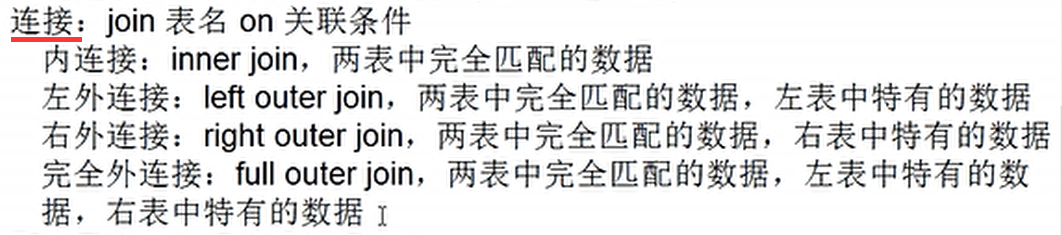 连接：join 表名 on 关联条件
内连接：inner join，两表中完全匹配的数据
左外连接：left outer join，两表中完全匹配的数据，左表中特有的数据
右外连接：right outer join，两表中完全匹配的数据，右表中特有的数据
完全外连接：full outer join，两表中完全匹配的数据，左表中特有的数
据，右表中特有的数据